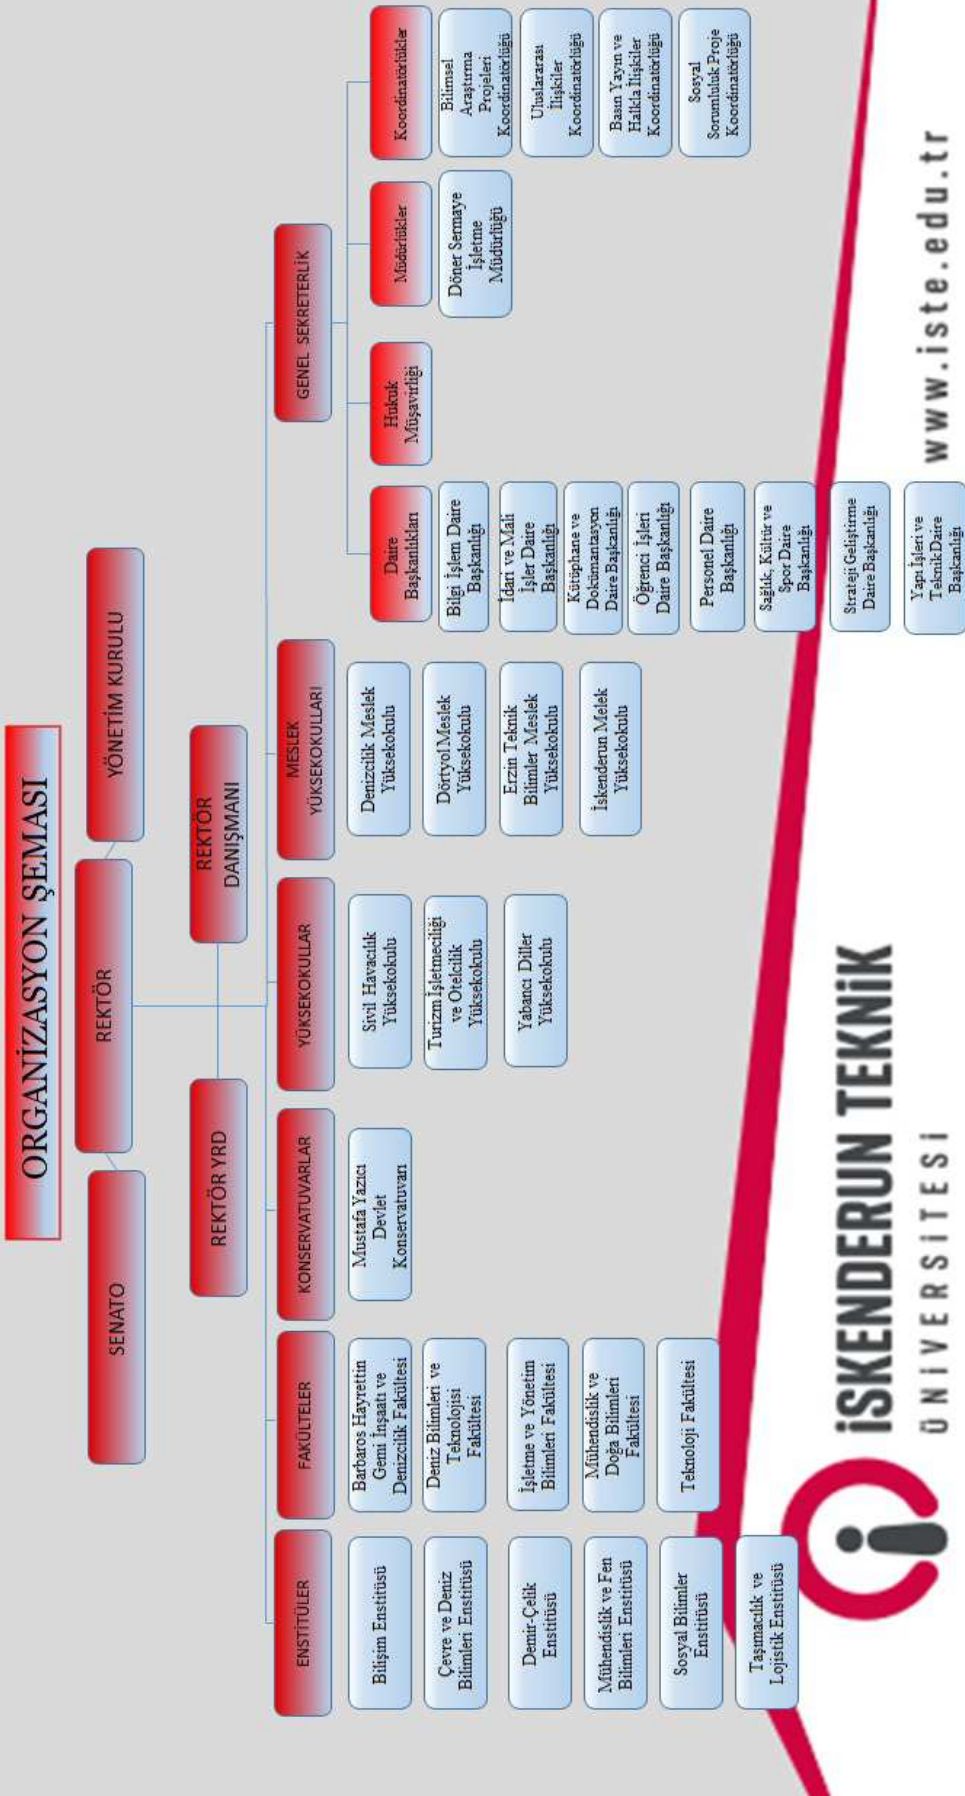 ORGANİZASYON ŞEMASI
SENATO
REKTÖR
YÖNETİM KURULU
REKTÖR YRD
REKTÖR
DANIŞMANI
ENSTİTÜLER
Bilişim Enstitüsü
Çevre ve Deniz
Bilimleri Enstitüsü
Demir-Çelik
Enstitüsü
Mühendislik ve Fen
Bilimleri Enstitüsü
Sosyal Bilimler
Enstitüsü
Taşımacılık ve
Lojistik Enstitüsü
FAKÜLTELER
Barbaros Hayrettin
Gemi İnşaatı ve
Denizcilik Fakültesi
Deniz Bilimleri ve
Teknolojisi
Fakültesi
İşletme ve Yönetim
Bilimleri Fakültesi
Mühendislik ve
Doğa Bilimleri
Fakültesi
Teknoloji Fakültesi
KONSERVATUVARLAR
Mustafa Yazıcı
Devlet
Konservatuvarı
YÜKSEKOKULLAR
Sivil Havacılık
Yüksekokulu
Turizm İşletmeciliği
ve Otelcilik
Yüksekokulu
Yabancı Diller
Yüksekokulu
MESLEK
YÜKSEKOKULLARI
Denizcilik Meslek
Yüksekokulu
Dörtyol Meslek
Yüksekokulu
Erzin Teknik
Bilimler Meslek
Yüksekokulu
İskenderun Melek
Yüksekokulu
GENEL SEKRETERLİK
Daire
Başkanlıkları
Bilgi İşlem Daire
Başkanlığı
İdari ve Mali
İşler Daire
Başkanlığı
Kütüphane ve
Dokümantasyon
Daire Başkanlığı
Öğrenci İşleri
Daire Başkanlığı
Personel Daire
Başkanlığı
Sağlık, Kültür ve
Spor Daire
Başkanlığı
Strateji Geliştirme
Daire Başkanlığı
Yapı İşleri ve
Teknik Daire
Başkanlığı
Hukuk
Müşavirliği
Müdürlükler
Döner Sermaye
İşletme
Müdürlüğü
Koordinatörlükler
Bilimsel
Araştırma
Projeleri
Koordinatörlüğü
Uluslararası
İlişkiler
Koordinatörlüğü
Basın Yayın ve
Halkla İlişkiler
Koordinatörlüğü
Sosyal
Sorumluluk Proje
Koordinatörlüğü
İSKENDERUN TEKNİK
ÜNİVERSİTESİ
www.iste.edu.tr